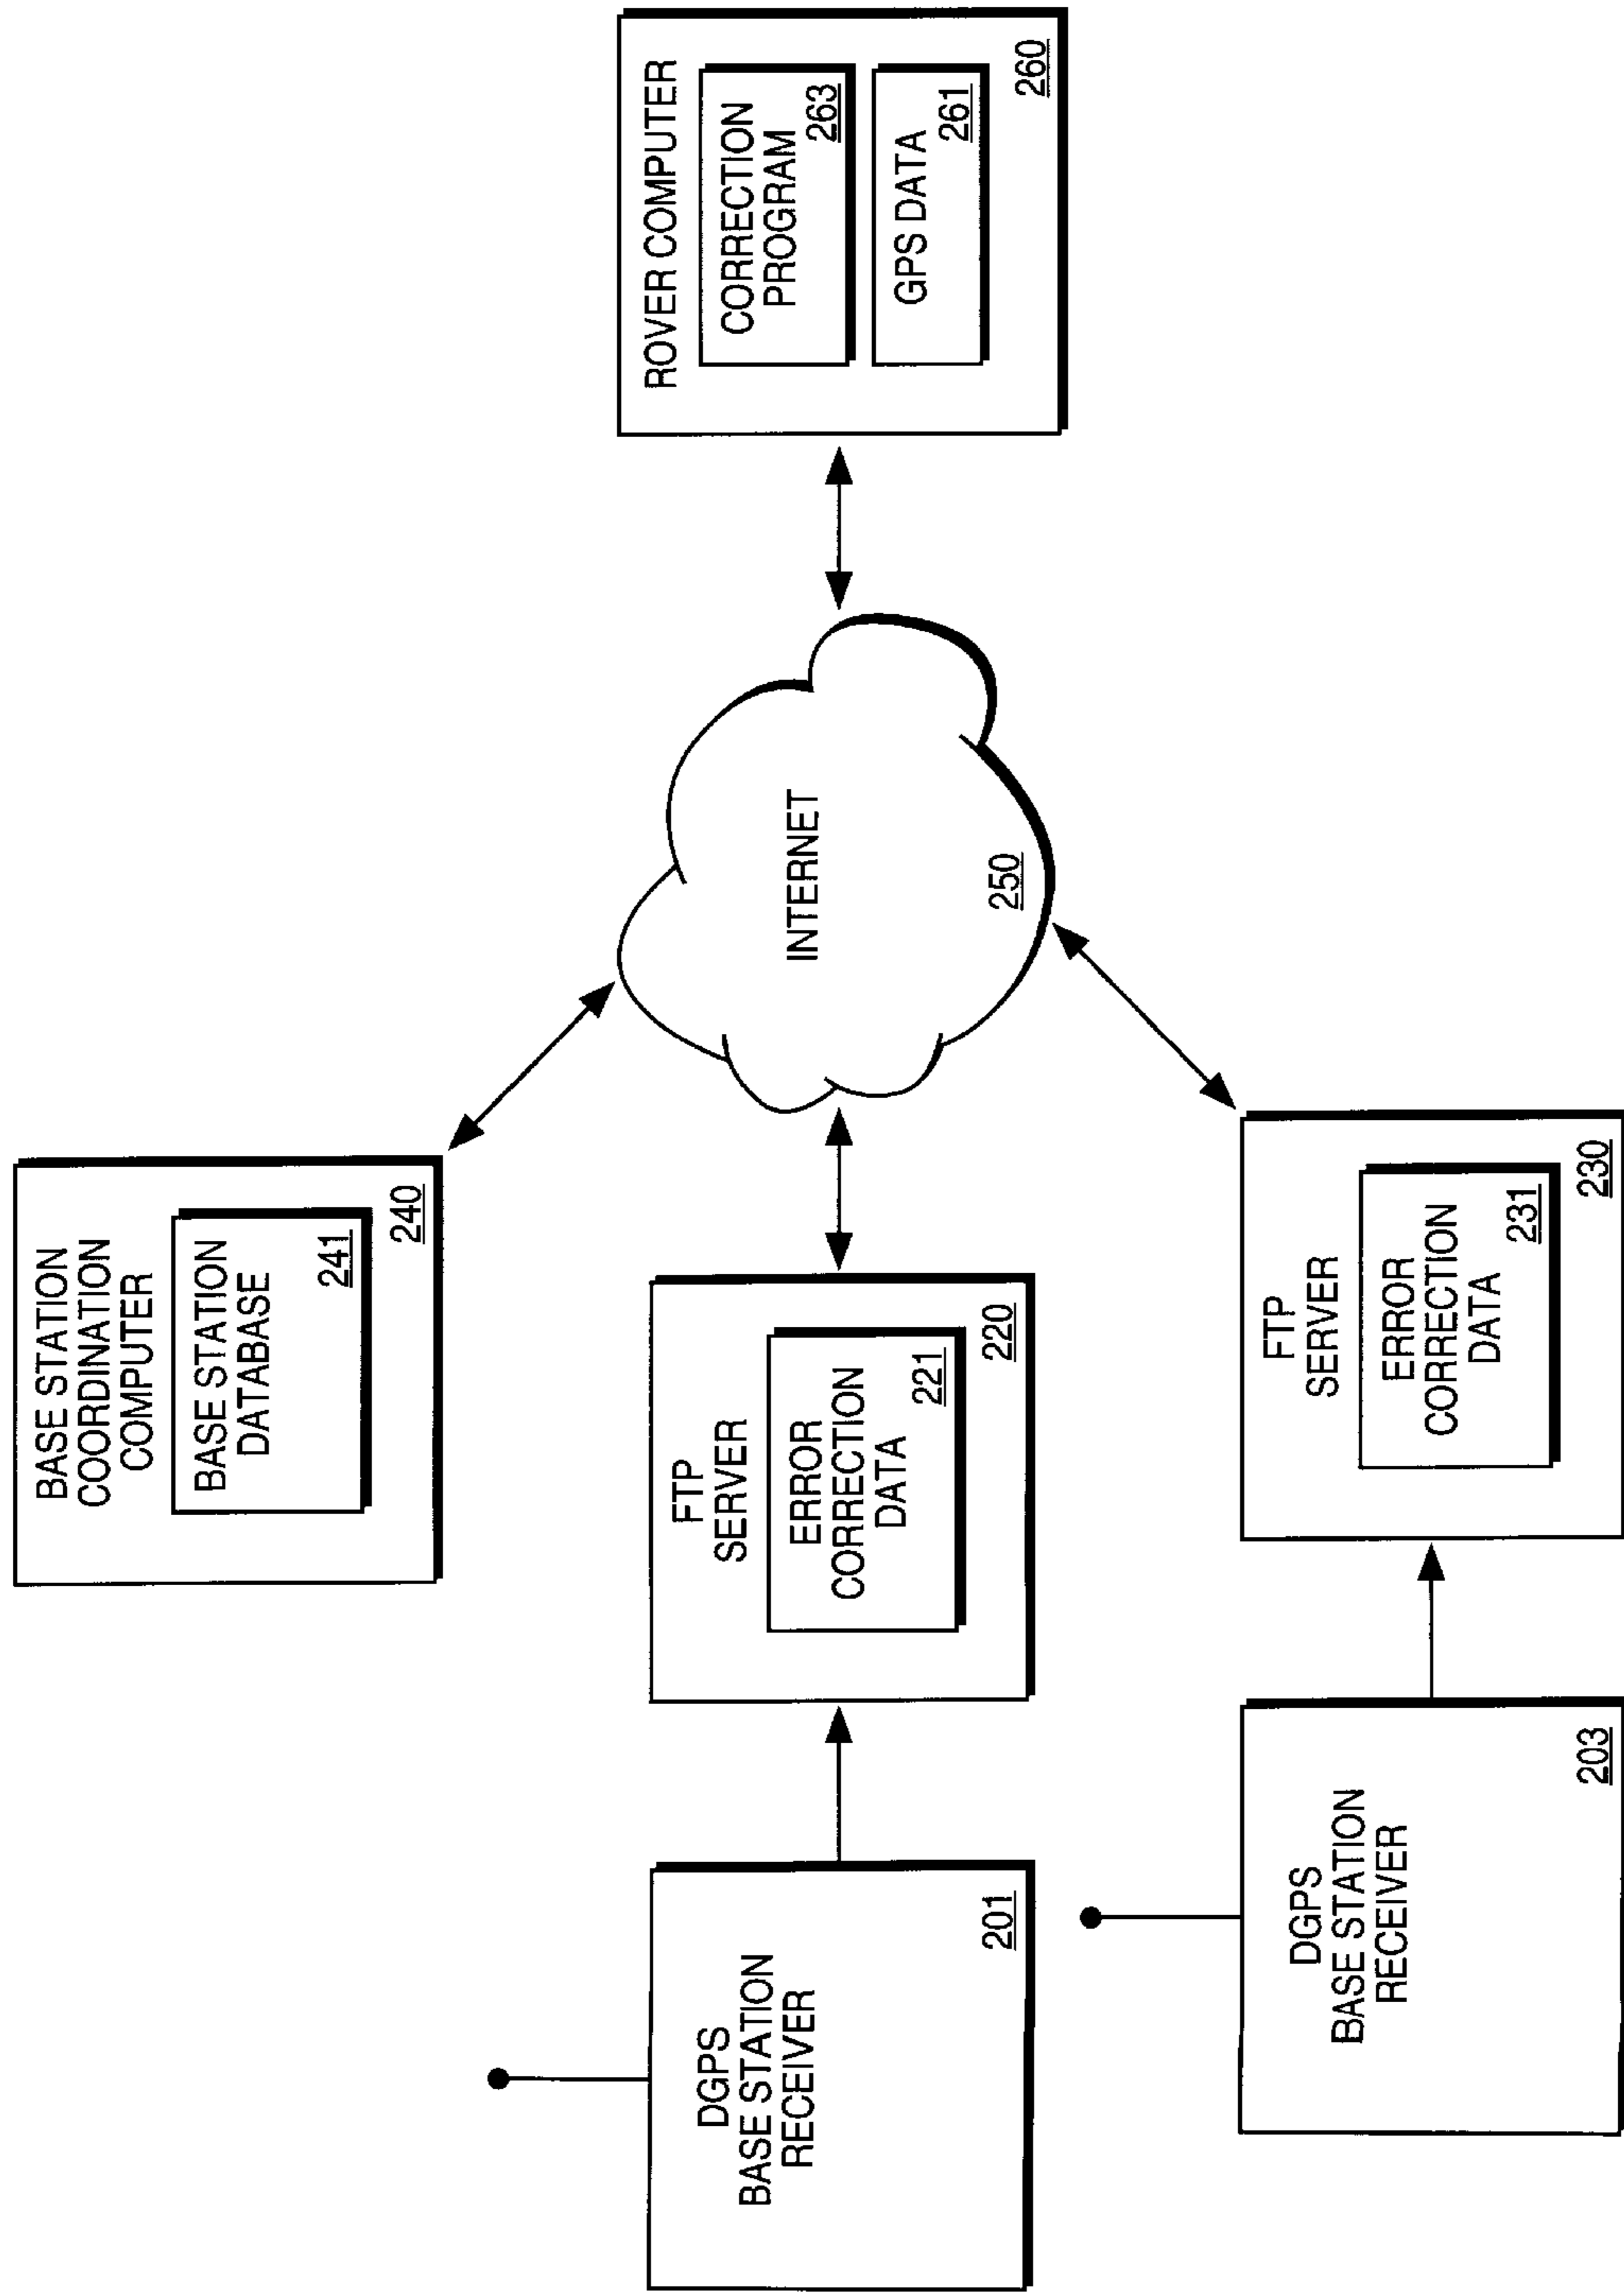 BASE STATION
COORDINATION
COMPUTER
BASE STATION
DATABASE
241
240
DGPS
BASE STATION
RECEIVER
201
FTP
SERVER
ERROR
CORRECTION
DATA
221
220
INTERNET
250
ROVER COMPUTER
CORRECTION
PROGRAM
263
GPS DATA
261
260
DGPS
BASE STATION
RECEIVER
203
FTP
SERVER
ERROR
CORRECTION
DATA
231
230